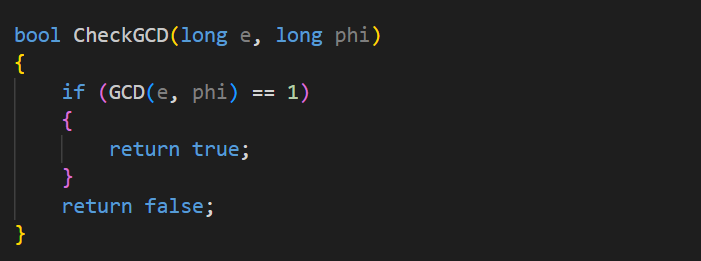 bool CheckGCD(long e, long phi)
{
    if (GCD(e, phi) == 1)
    {
        return true;
    }
    return false;
}